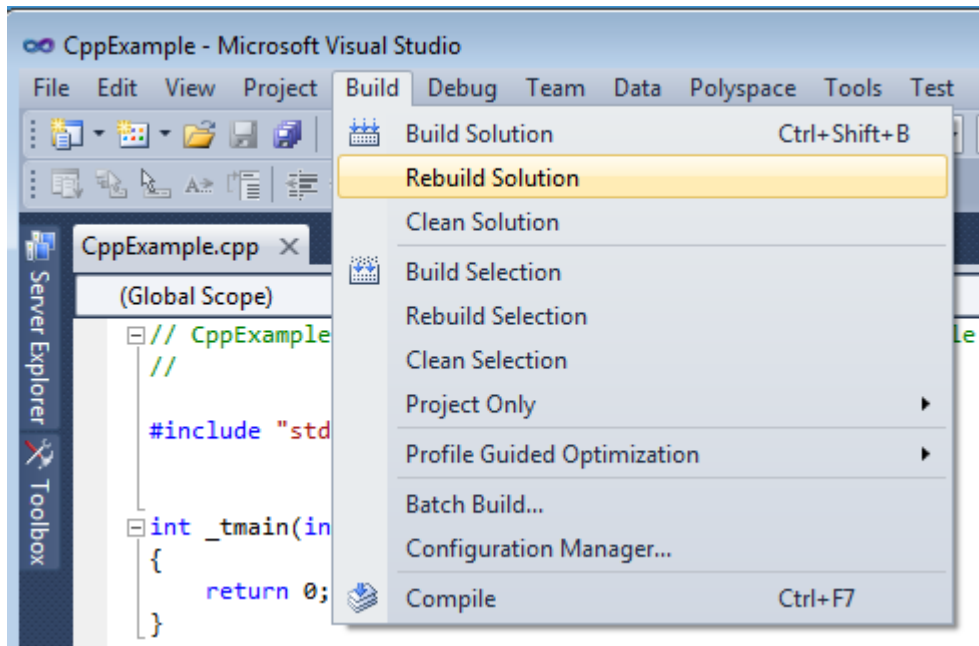 CppExample - Microsoft Visual Studio
File Edit View Project Build Debug Team Data Polyspace Tools Test
Build Solution Ctrl+Shift+B
Rebuild Solution
Clean Solution
Build Selection
Rebuild Selection
Clean Selection
Project Only
Profile Guided Optimization
Batch Build...
Configuration Manager...
Compile Ctrl+F7
Server Explorer
Toolbox
CppExample.cpp
(Global Scope)
// CppExample le
//
#include "std
int _tmain(in
{
return 0;
}